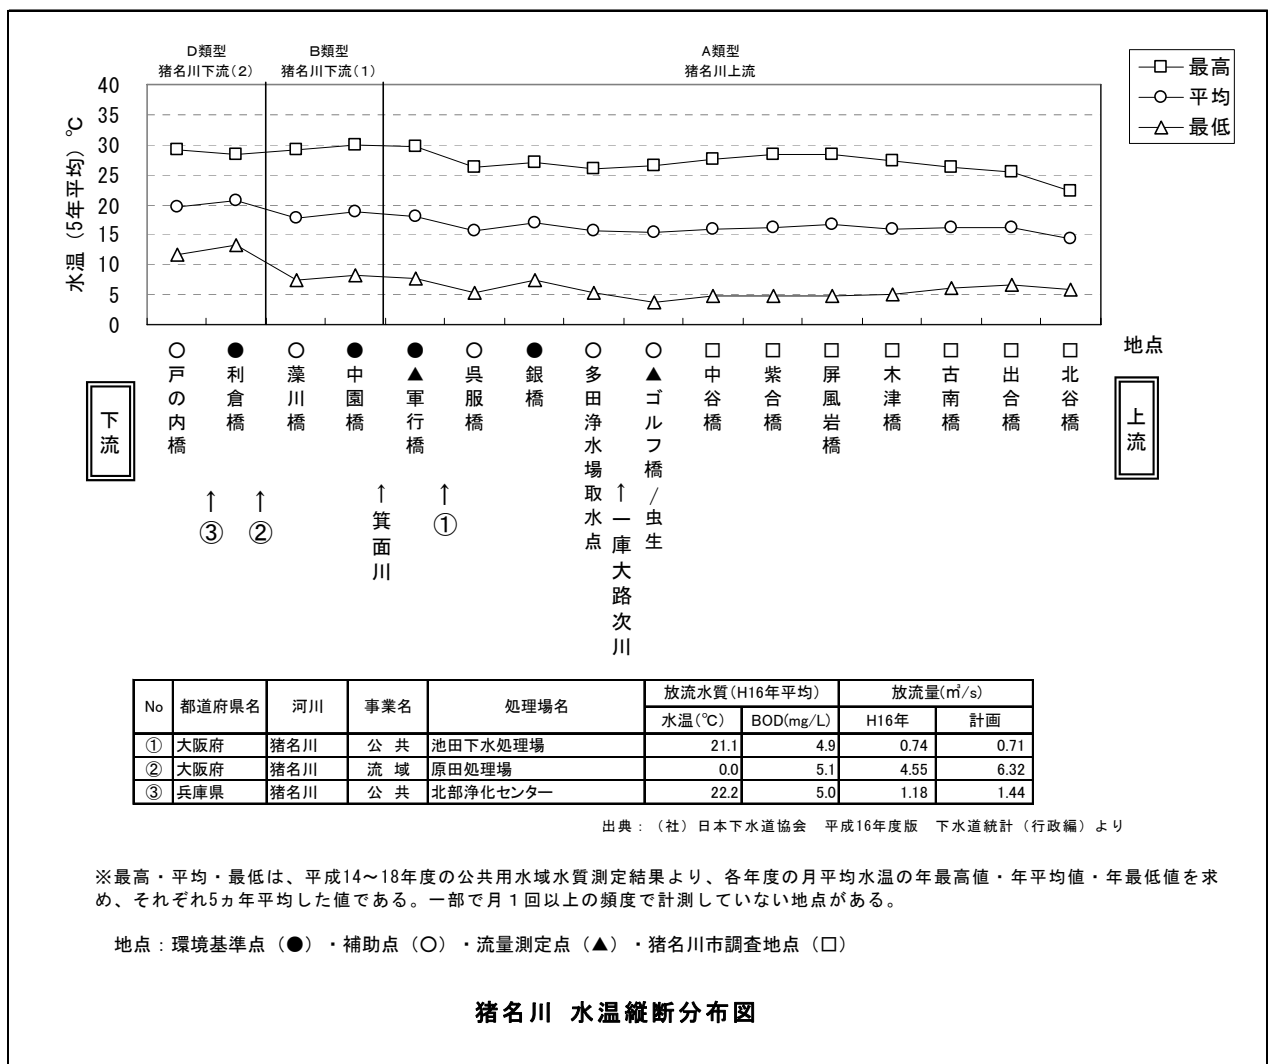 D類型
猪名川下流(2)
B類型
猪名川下流(1)
A類型
猪名川上流
最高
平均
最低
水温（5年平均）℃
40
35
30
25
20
15
10
5
0
地点
下流
上流
○戸の内橋
●利倉橋
○藻川橋
●中園橋
●▲軍行橋
○呉服橋
●銀橋
○多田浄水場取水点
○▲ゴルフ橋/虫生
□中谷橋
□紫合橋
□屏風岩橋
□木津橋
□古南橋
□出合橋
□北谷橋
↑③
↑②
↑箕面川
↑①
↑一庫大路次川
No 都道府県名 河川 事業名 処理場名 放流水質(H16年平均) 放流量(㎥/s)
水温(℃) BOD(mg/L) H16年 計画
① 大阪府 猪名川 公 共 池田下水処理場 21.1 4.9 0.74 0.71
② 大阪府 猪名川 流 域 原田処理場 0.0 5.1 4.55 6.32
③ 兵庫県 猪名川 公 共 北部浄化センター 22.2 5.0 1.18 1.44
出典：（社）日本下水道協会　平成16年度版　下水道統計（行政編）より
※最高・平均・最低は、平成14～18年度の公共用水域水質測定結果より、各年度の月平均水温の年最高値・年平均値・年最低値を求
め、それぞれ5ヵ年平均した値である。一部で月１回以上の頻度で計測していない地点がある。
地点：環境基準点（●）・補助点（○）・流量測定点（▲）・猪名川市調査地点（□）
猪名川 水温縦断分布図